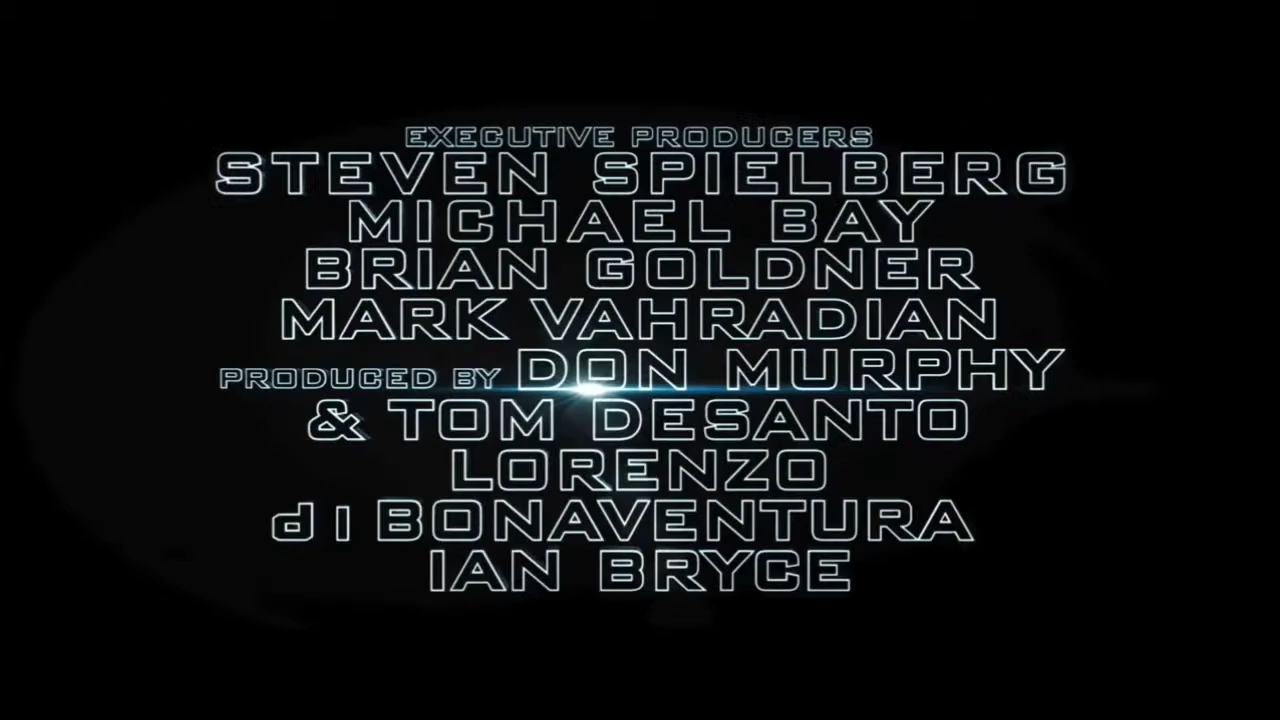 EXECUTIVE PRODUCERS
STEVEN SPIELBERG
MICHAEL BAY
BRIAN GOLDNER
MARK VAHRADIAN
PRODUCED BY DON MURPHY
& TOM DESANTO
LORENZO
di BONAVENTURA
IAN BRYCE